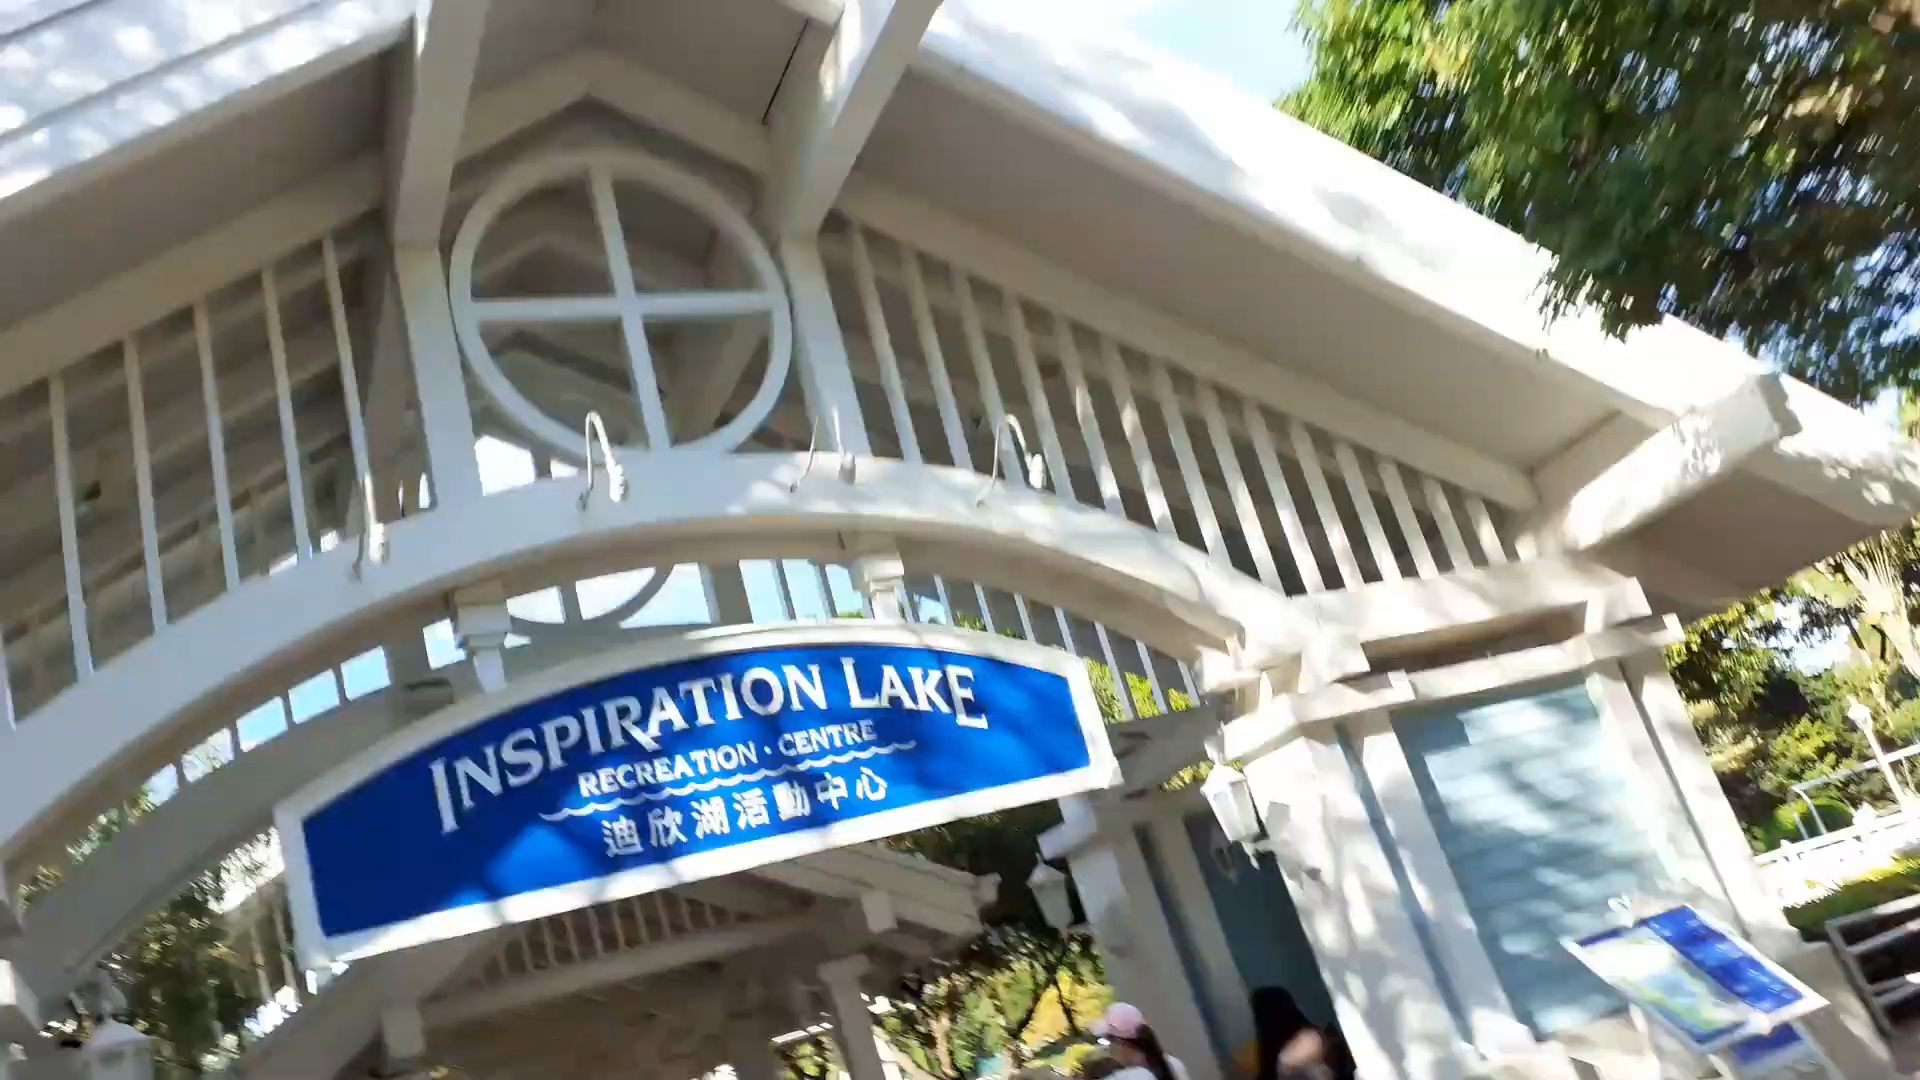 INSPIRATION LAKE
RECREATION · CENTRE
迪欣湖活動中心